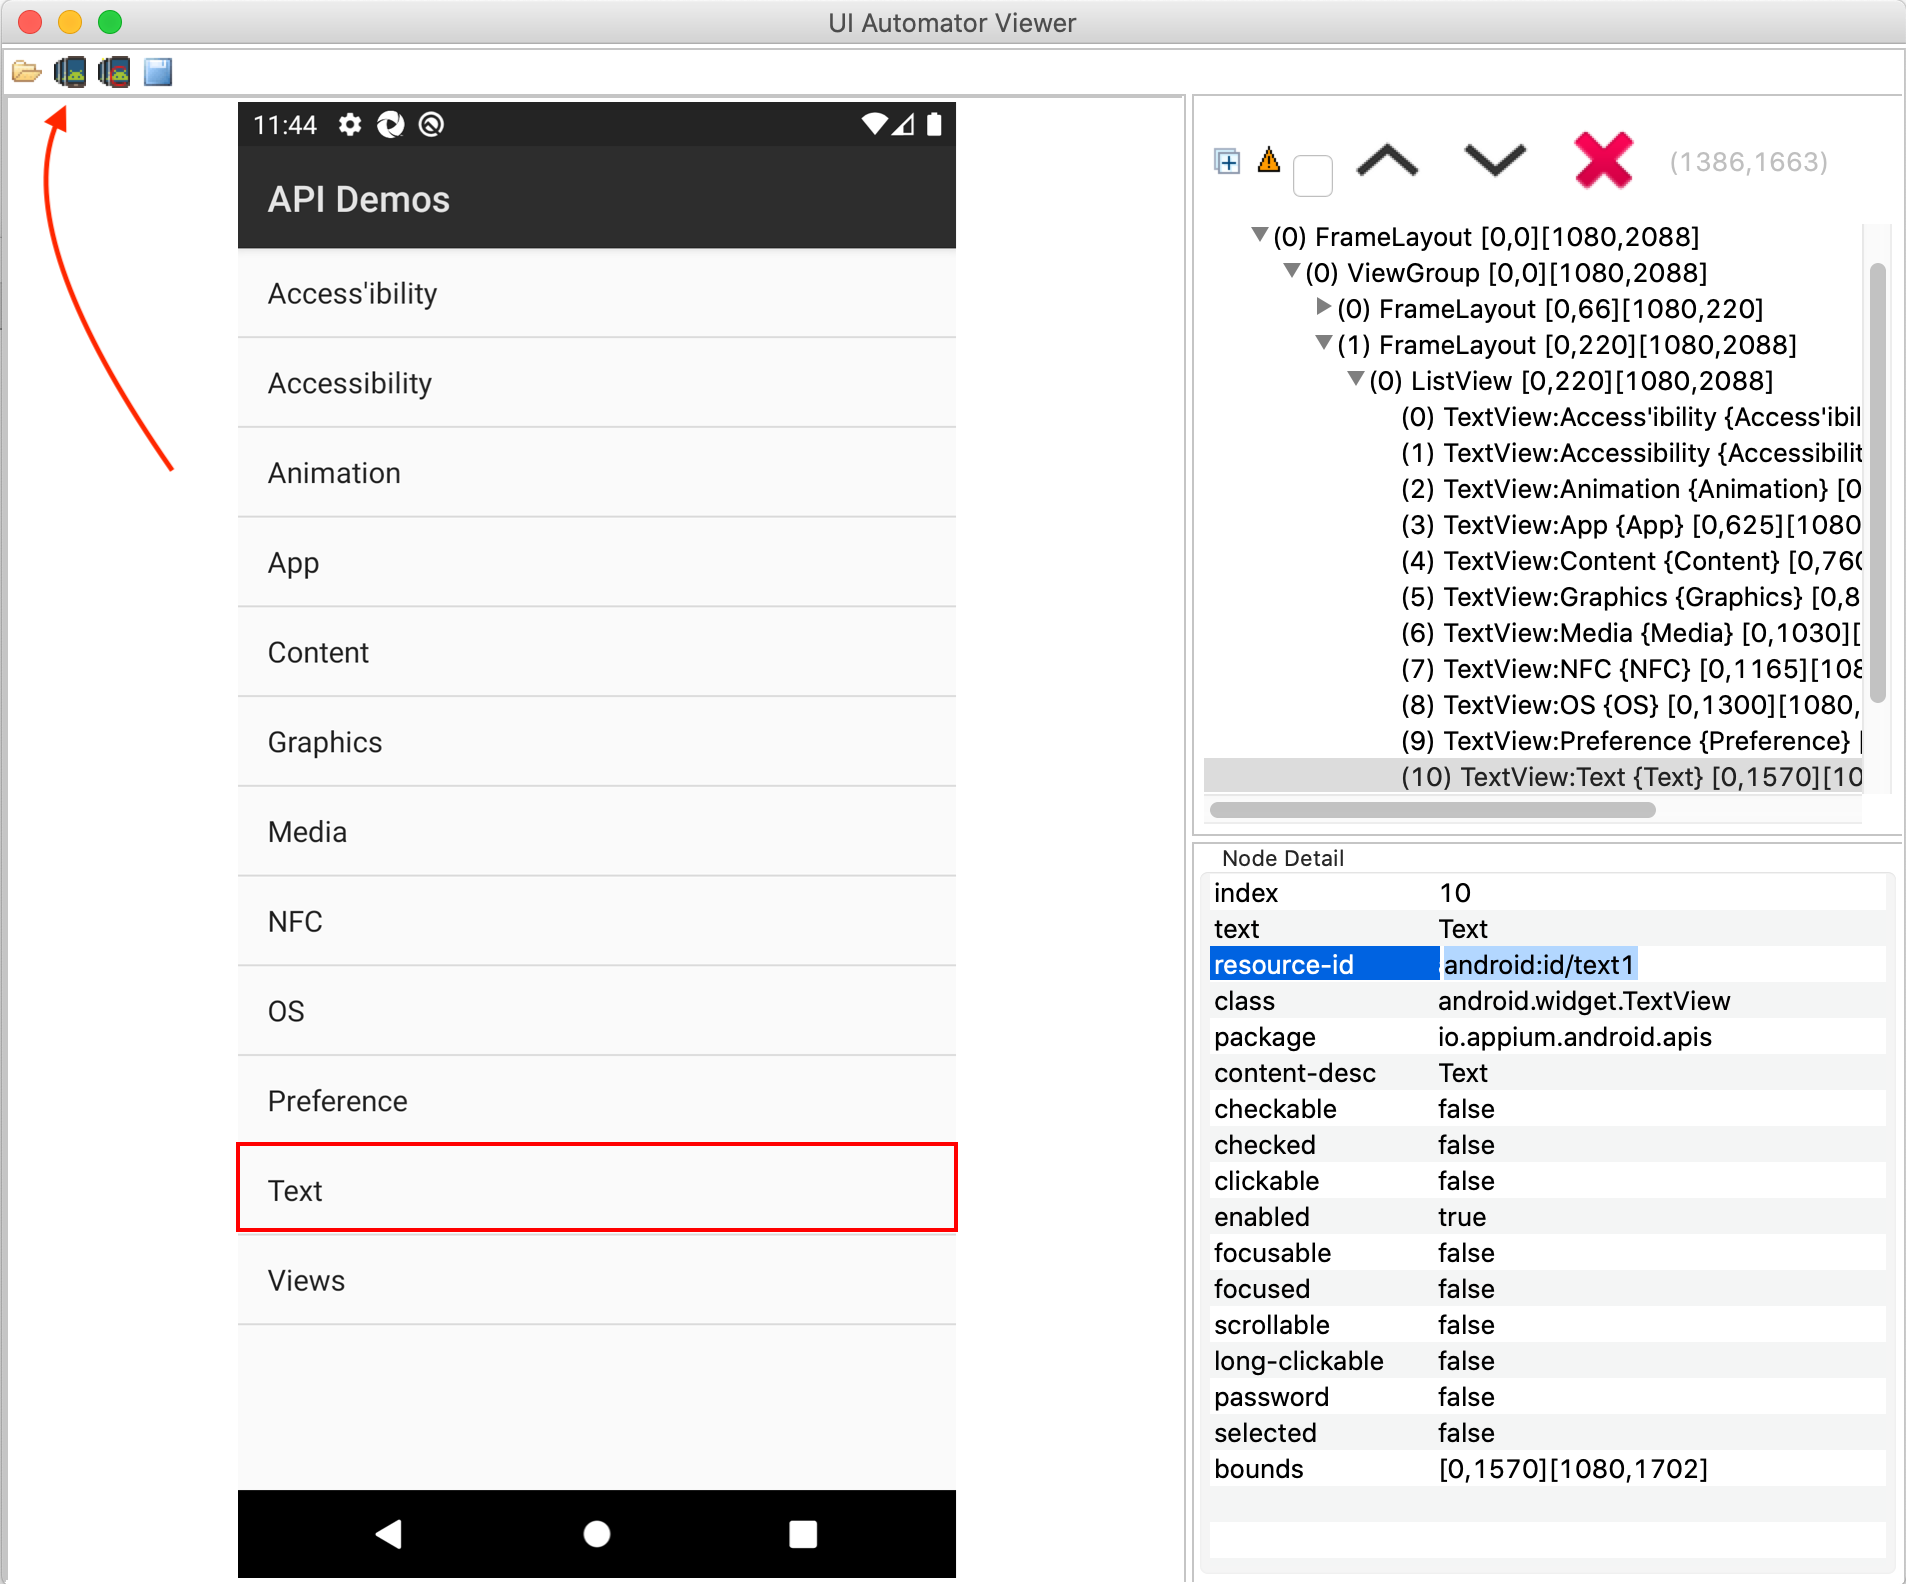 UI Automator Viewer
11:44
API Demos
Access'ibility
Accessibility
Animation
App
Content
Graphics
Media
NFC
OS
Preference
Text
Views
(1386,1663)
(0) FrameLayout [0,0][1080,2088]
(0) ViewGroup [0,0][1080,2088]
(0) FrameLayout [0,66][1080,220]
(1) FrameLayout [0,220][1080,2088]
(0) ListView [0,220][1080,2088]
(0) TextView:Access'ibility {Access'ibil
(1) TextView:Accessibility {Accessibilit
(2) TextView:Animation {Animation} [0
(3) TextView:App {App} [0,625][1080
(4) TextView:Content {Content} [0,760
(5) TextView:Graphics {Graphics} [0,8
(6) TextView:Media {Media} [0,1030][
(7) TextView:NFC {NFC} [0,1165][108
(8) TextView:OS {OS} [0,1300][1080,
(9) TextView:Preference {Preference} [
(10) TextView:Text {Text} [0,1570][10
Node Detail
index 10
text Text
resource-id android:id/text1
class android.widget.TextView
package io.appium.android.apis
content-desc Text
checkable false
checked false
clickable false
enabled true
focusable false
focused false
scrollable false
long-clickable false
password false
selected false
bounds [0,1570][1080,1702]